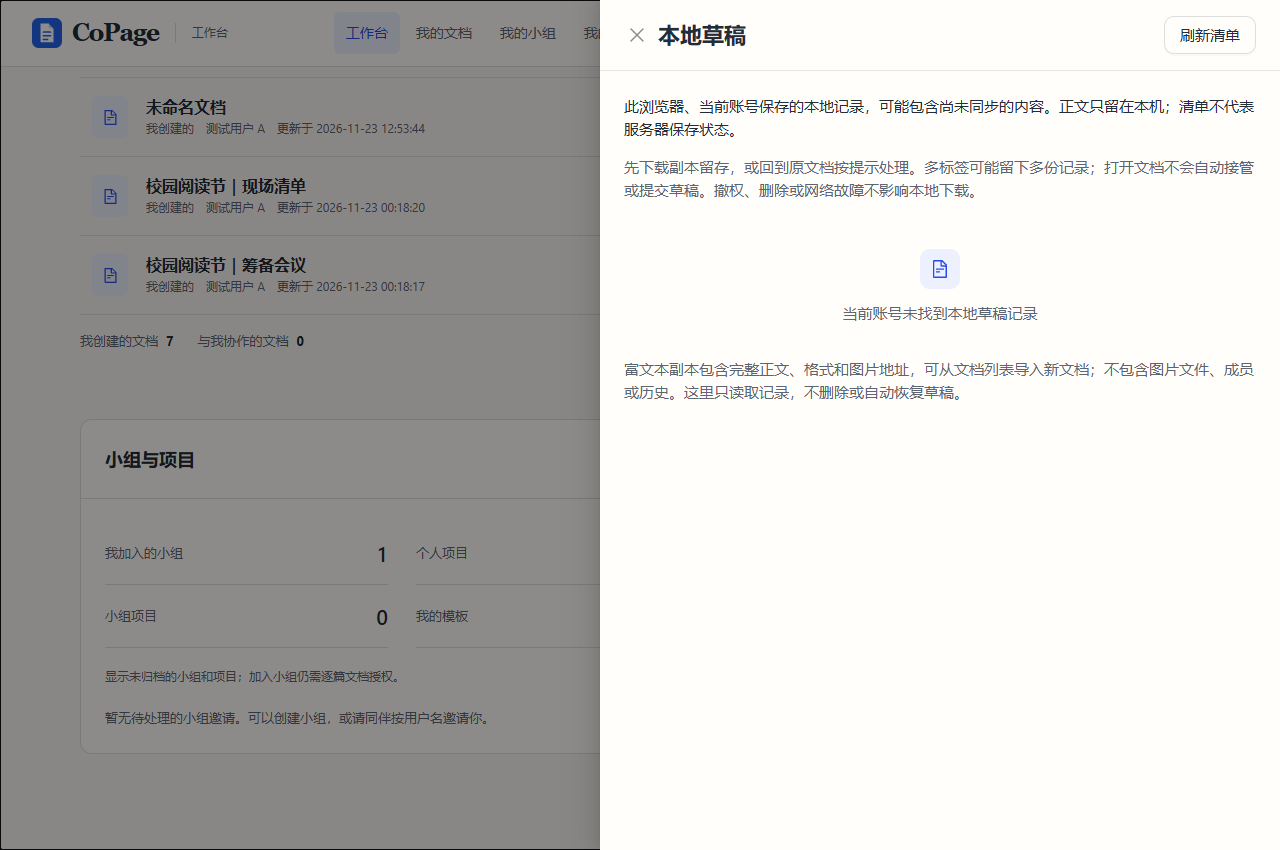 CoPage 工作台 工作台 我的文档 我的小组
未命名文档
我创建的 测试用户 A 更新于 2026-11-23 12:53:44
校园阅读节 | 现场清单
我创建的 测试用户 A 更新于 2026-11-23 00:18:20
校园阅读节 | 筹备会议
我创建的 测试用户 A 更新于 2026-11-23 00:18:17
我创建的文档 7 与我协作的文档 0
小组与项目
我加入的小组 1 个人项目
小组项目 0 我的模板
显示未归档的小组和项目；加入小组仍需逐篇文档授权。
暂无待处理的小组邀请。可以创建小组，或请同伴按用户名邀请你。
本地草稿 刷新清单
此浏览器、当前账号保存的本地记录，可能包含尚未同步的内容。正文只留在本机；清单不代表
服务器保存状态。
先下载副本留存，或回到原文档按提示处理。多标签可能留下多份记录；打开文档不会自动接管
或提交草稿。撤权、删除或网络故障不影响本地下载。
当前账号未找到本地草稿记录
富文本副本包含完整正文、格式和图片地址，可从文档列表导入新文档；不包含图片文件、成员
或历史。这里只读取记录，不删除或自动恢复草稿。